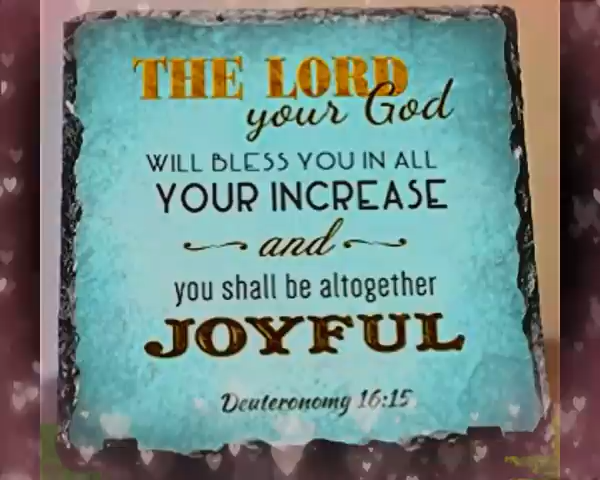 THE LORD
your God
WILL BLESS YOU IN ALL
YOUR INCREASE
and
you shall be altogether
JOYFUL
Deuteronomy 16:15